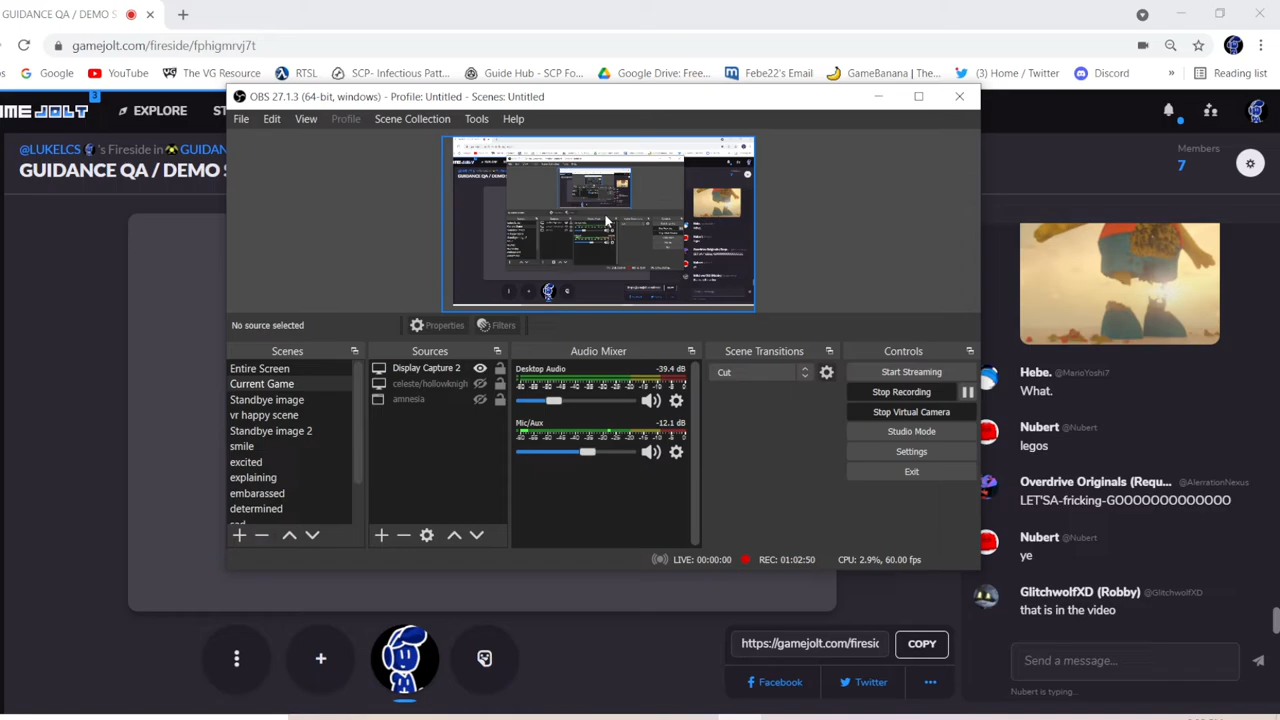 GUIDANCE QA / DEMO S
gamejolt.com/fireside/fphigmrvj7t
Google
YouTube
The VG Resource
RTSL
SCP- Infectious Patt...
Guide Hub - SCP Fo...
Google Drive: Free...
Febe22's Email
GameBanana | The...
(3) Home / Twitter
Discord
»
Reading list
ME JOLT
3
EXPLORE
@LUKELCS 's Fireside in GUIDAN
GUIDANCE QA / DEMO S
Members
7
OBS 27.1.3 (64-bit, windows) - Profile: Untitled - Scenes: Untitled
File
Edit
View
Profile
Scene Collection
Tools
Help
No source selected
Properties
Filters
Scenes
Entire Screen
Current Game
Standbye image
vr happy scene
Standbye image 2
smile
excited
explaining
embarassed
determined
Sources
Display Capture 2
celeste/hollowknigh
amnesia
Audio Mixer
Desktop Audio
-39.4 dB
Mic/Aux
-12.1 dB
Scene Transitions
Cut
Controls
Start Streaming
Stop Recording
Stop Virtual Camera
Studio Mode
Settings
Exit
LIVE: 00:00:00
REC: 01:02:50
CPU: 2.9%, 60.00 fps
Hebe. @MarioYoshi7
What.
Nubert @Nubert
legos
Overdrive Originals (Requ... @AlerrationNexus
LET'SA-fricking-GOOOOOOOOOOOOO
Nubert @Nubert
ye
GlitchwolfXD (Robby) @GlitchwolfXD
that is in the video
Send a message...
Nubert is typing...
https://gamejolt.com/firesic
COPY
Facebook
Twitter